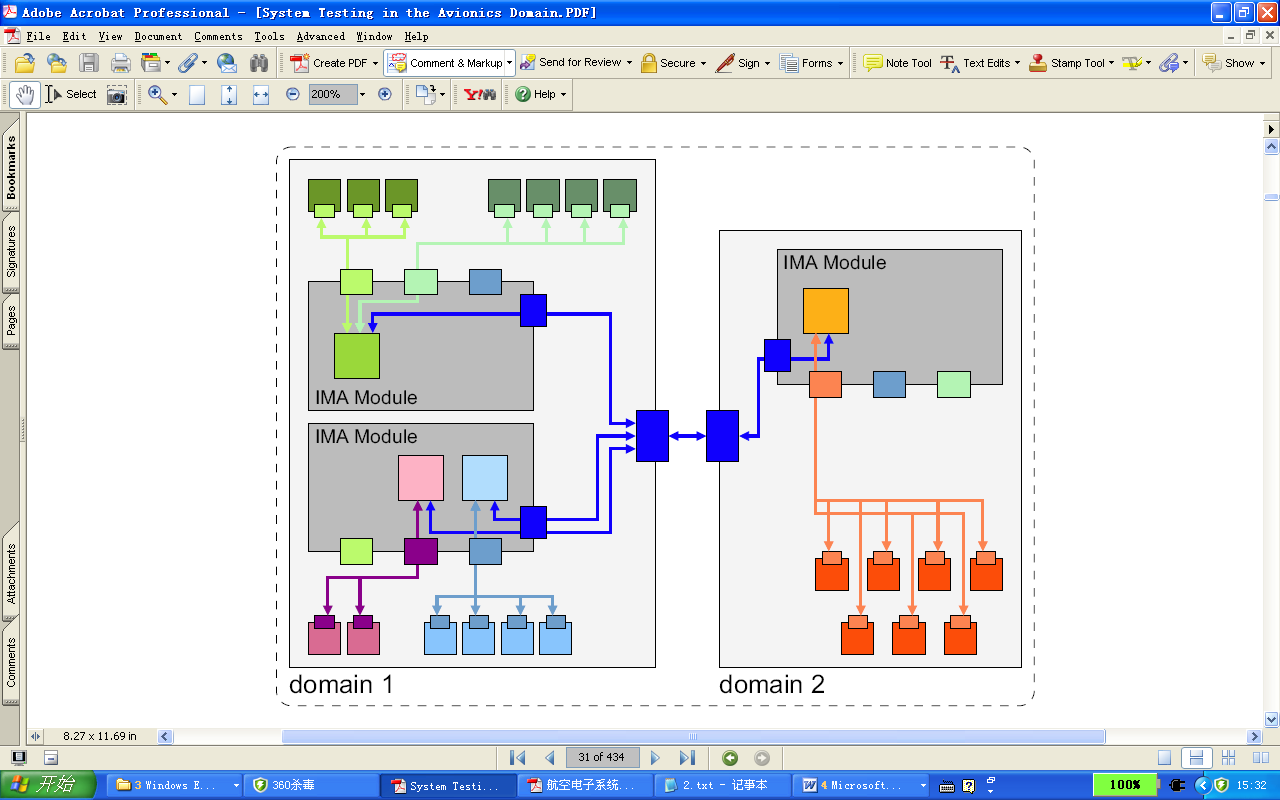 Adobe Acrobat Professional - [System Testing in the Avionics Domain.PDF]
File Edit View Document Comments Tools Advanced Window Help
Create PDF Comment & Markup Send for Review Secure Sign Forms Note Tool Text Edits Stamp Tool Show
Select 200% Y! Help
Bookmarks
Signatures
Pages
Attachments
Comments
IMA Module
IMA Module
IMA Module
domain 1
domain 2
8.27 x 11.69 in
31 of 434
开始 3 Windows E... 360杀毒 System Testi... 航空电子系统... 2.txt - 记事本 4 Microsoft... 100% 15:32